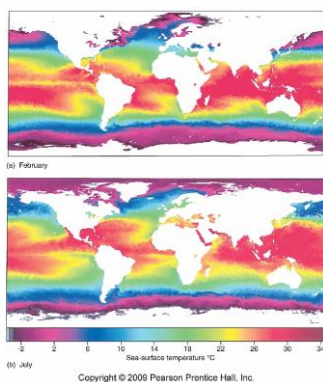 (a) February
-2 2 6 10 14 18 22 26 30 34
Sea-surface temperature °C
(b) July
Copyright © 2009 Pearson Prentice Hall, Inc.